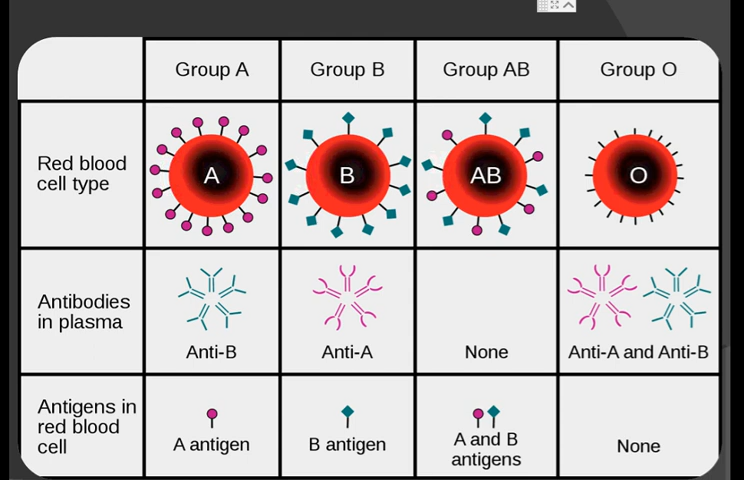 Group A
Group B
Group AB
Group O
Red blood
cell type
A
B
AB
O
Antibodies
in plasma
Anti-B
Anti-A
None
Anti-A and Anti-B
Antigens in
red blood
cell
A antigen
B antigen
A and B
antigens
None